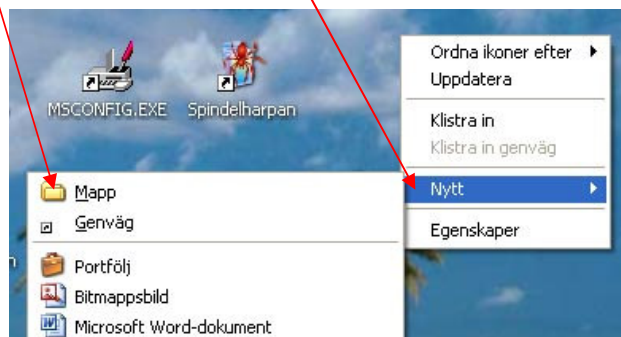 MSCONFIG.EXE Spindelharpan
Ordna ikoner efter
Uppdatera
Klistra in
Klistra in genväg
Nytt
Egenskaper
Mapp
Genväg
Portfölj
Bitmappsbild
Microsoft Word-dokument